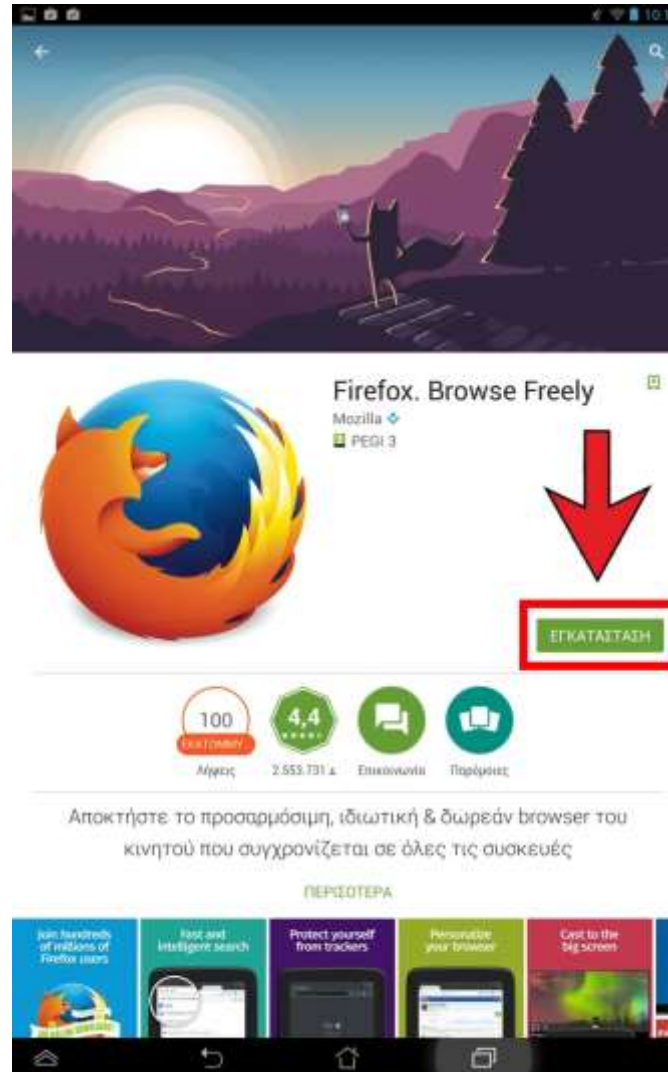 10:1
Firefox. Browse Freely
Mozilla
PEGI 3
ΕΓΚΑΤΑΣΤΑΣΗ
100
ΕΚΑΤΟΜΜΥ...
4,4
Λήψεις
2.553.731
Επικοινωνία
Παρόμοιες
Αποκτήστε το προσαρμόσιμη, ιδιωτική & δωρεάν browser του
κινητού που συγχρονίζεται σε όλες τις συσκευές
ΠΕΡΙΣΣΟΤΕΡΑ
Join hundreds
of millions of
Firefox users
Fast and
intelligent search
Protect yourself
from trackers
Personalize
your browser
Cast to the
big screen